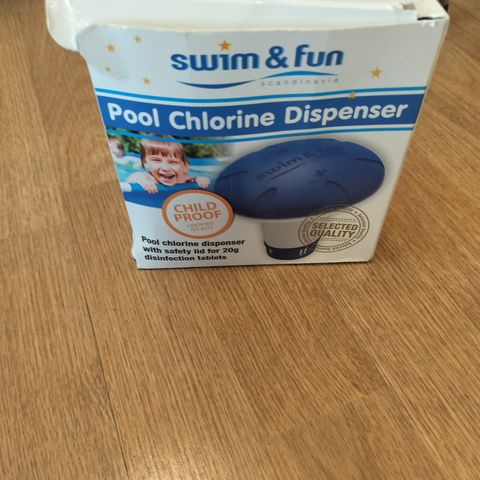 swim & fun
scandinavia
Pool Chlorine Dispenser
swim & fun
CHILD
PROOF
CERTIFIED
SELECTED
QUALITY
Pool chlorine dispenser
with safety lid for 20g
disinfection tablets